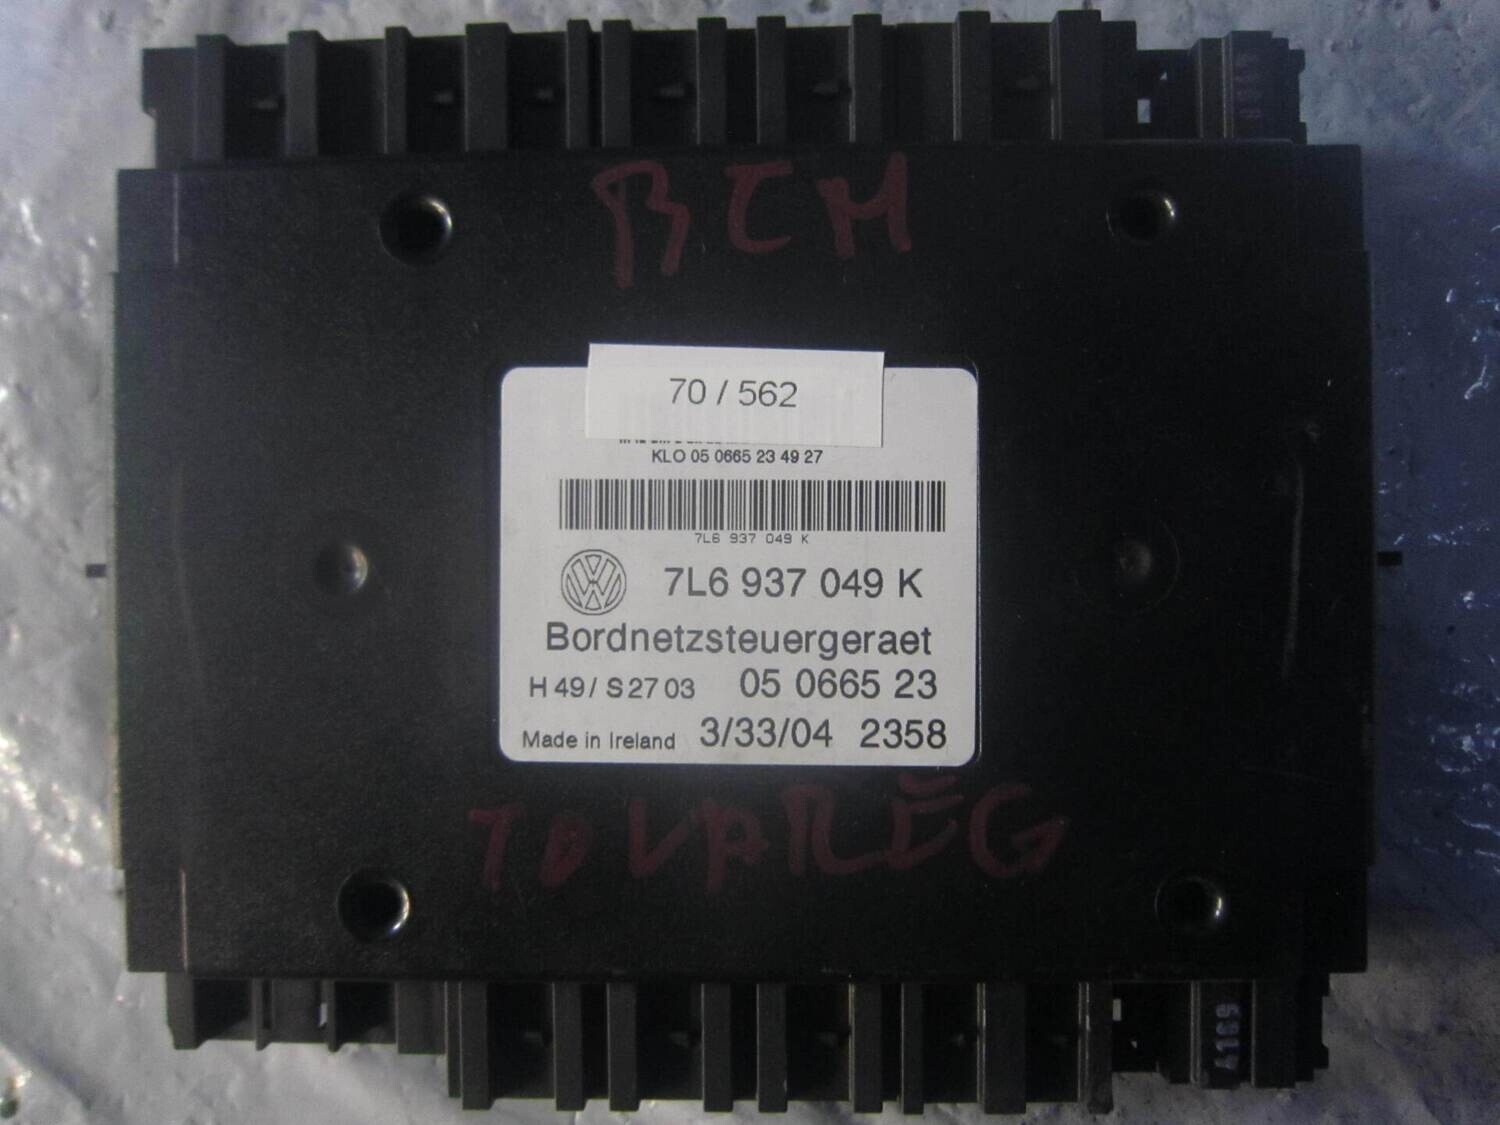 BCM
70 / 562
KLO 05 0665 23 49 27
7L6 937 049 K
7L6 937 049 K
Bordnetzsteuergeraet
H 49/ S 27 03 05 0665 23
Made in Ireland 3/33/04 2358
TOUAREG
4169